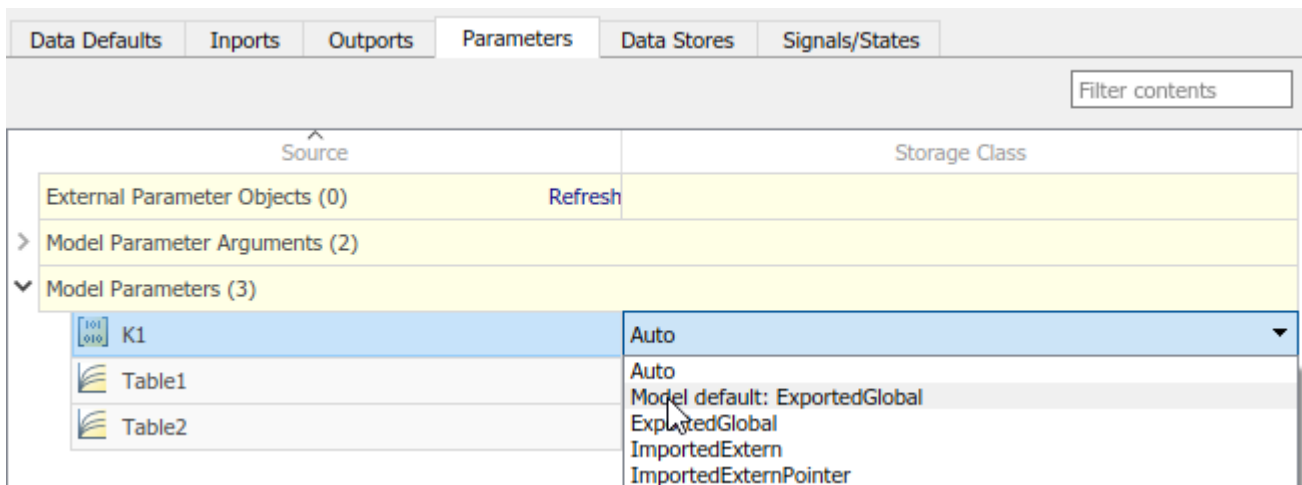 Data Defaults Inports Outports Parameters Data Stores Signals/States
Filter contents
Source Storage Class
External Parameter Objects (0) Refresh
Model Parameter Arguments (2)
Model Parameters (3)
K1 Auto
Auto
Table1
Model default: ExportedGlobal
ExportedGlobal
Table2
ImportedExtern
ImportedExternPointer